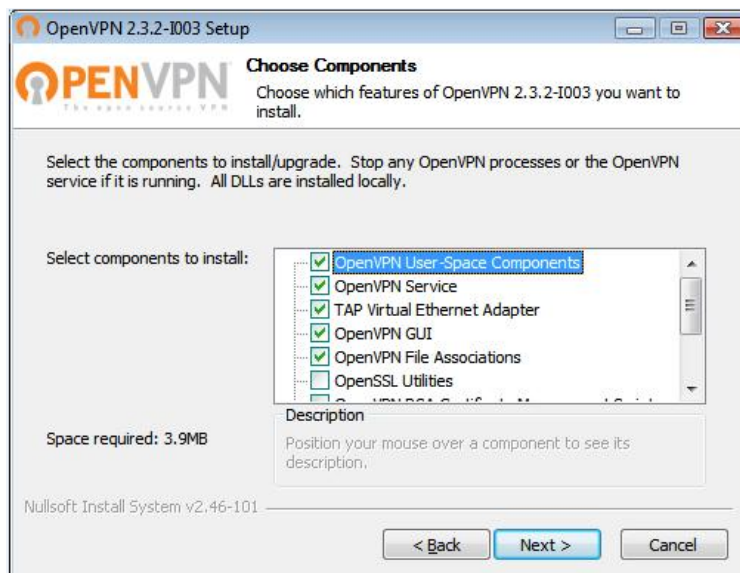 OpenVPN 2.3.2-I003 Setup
OPENVPN
The open source VPN
Choose Components
Choose which features of OpenVPN 2.3.2-I003 you want to
install.
Select the components to install/upgrade. Stop any OpenVPN processes or the OpenVPN
service if it is running. All DLLs are installed locally.
Select components to install:
OpenVPN User-Space Components
OpenVPN Service
TAP Virtual Ethernet Adapter
OpenVPN GUI
OpenVPN File Associations
OpenSSL Utilities
Description
Space required: 3.9MB
Position your mouse over a component to see its
description.
Nullsoft Install System v2.46-101
< Back
Next >
Cancel